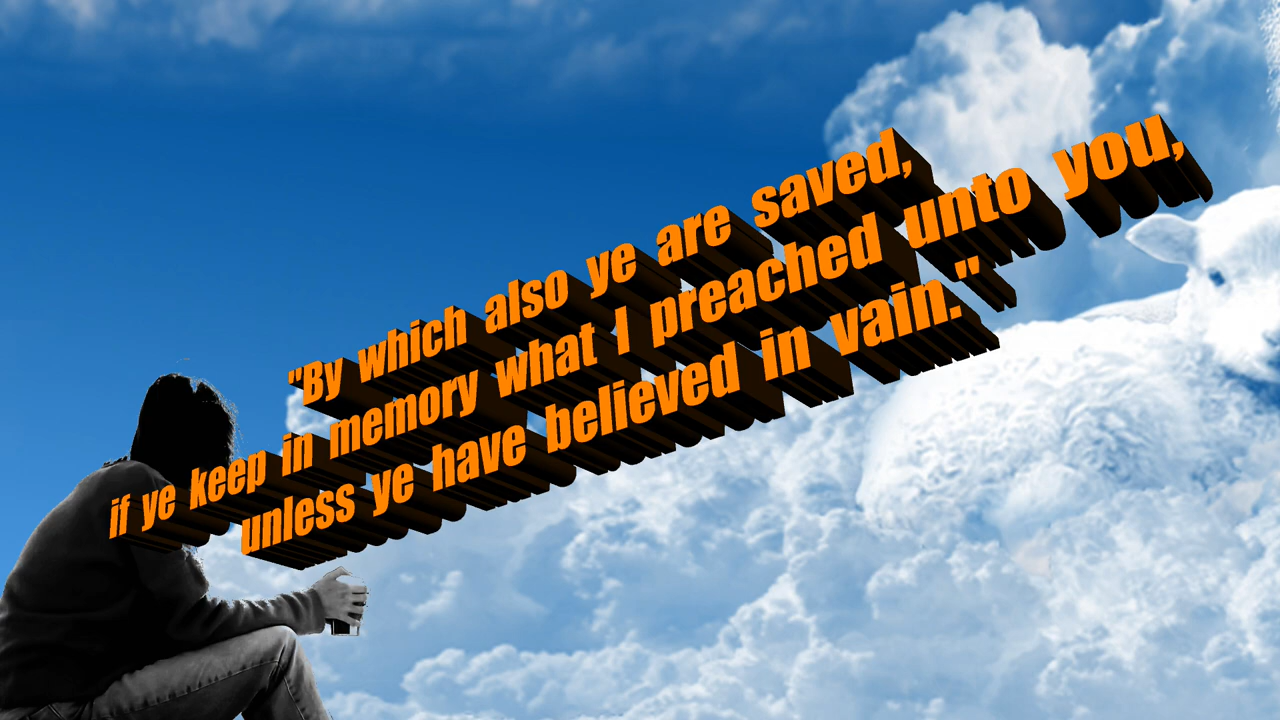 "By which also ye are saved,
if ye keep in memory what I preached unto you,
unless ye have believed in vain."